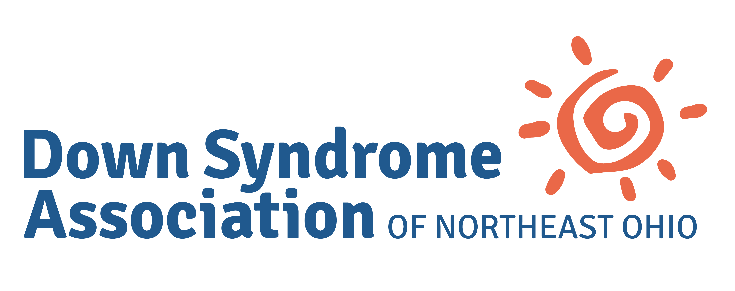 Down Syndrome
Association OF NORTHEAST OHIO